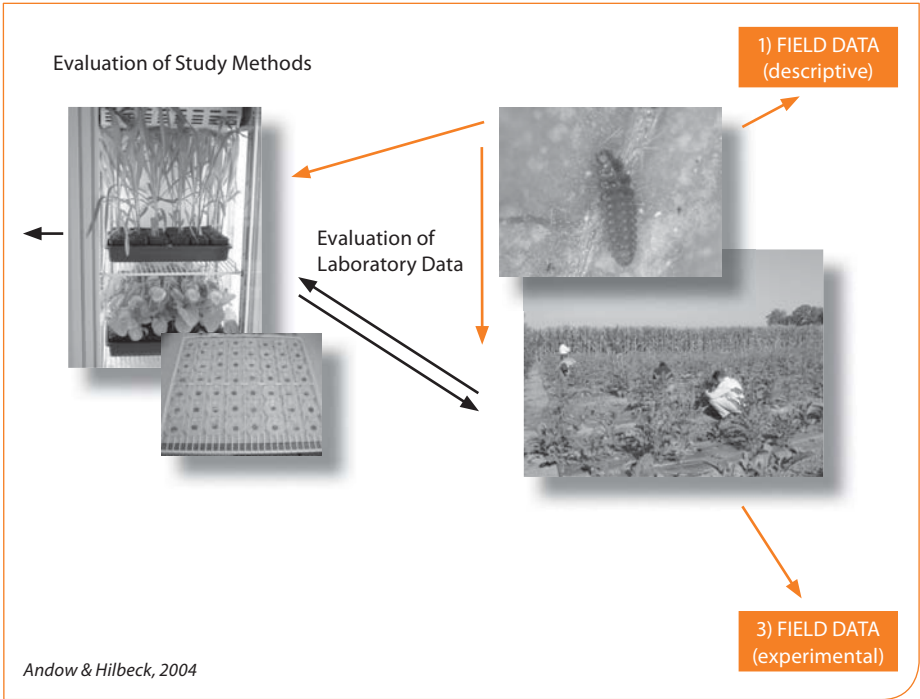 Evaluation of Study Methods
1) FIELD DATA
(descriptive)
Evaluation of
Laboratory Data
3) FIELD DATA
(experimental)
Andow & Hilbeck, 2004